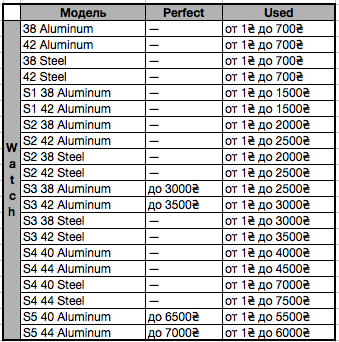 Модель Perfect Used
Watch
38 Aluminum — от 1₴ до 700₴
42 Aluminum — от 1₴ до 700₴
38 Steel — от 1₴ до 700₴
42 Steel — от 1₴ до 700₴
S1 38 Aluminum — от 1₴ до 1500₴
S1 42 Aluminum — от 1₴ до 1500₴
S2 38 Aluminum — от 1₴ до 2000₴
S2 42 Aluminum — от 1₴ до 2500₴
S2 38 Steel — от 1₴ до 2000₴
S2 42 Steel — от 1₴ до 2500₴
S3 38 Aluminum до 3000₴ от 1₴ до 2500₴
S3 42 Aluminum до 3500₴ от 1₴ до 3000₴
S3 38 Steel — от 1₴ до 3000₴
S3 42 Steel — от 1₴ до 3500₴
S4 40 Aluminum — от 1₴ до 4000₴
S4 44 Aluminum — от 1₴ до 4500₴
S4 40 Steel — от 1₴ до 7000₴
S4 44 Steel — от 1₴ до 7500₴
S5 40 Aluminum до 6500₴ от 1₴ до 5500₴
S5 44 Aluminum до 7000₴ от 1₴ до 6000₴